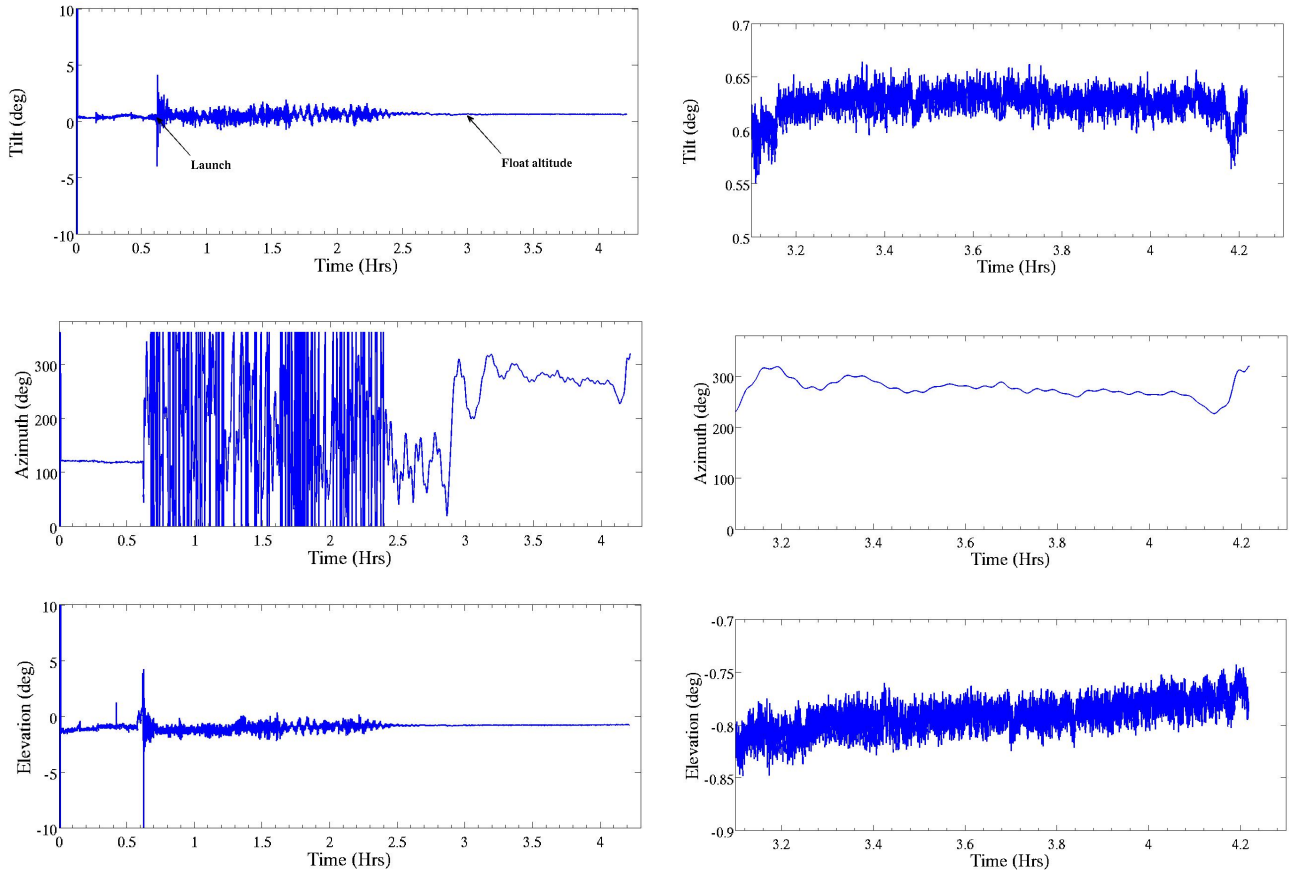 10
5
0
-5
-10
Tilt (deg)
Launch
Float altitude
0 0.5 1 1.5 2 2.5 3 3.5 4
Time (Hrs)
0.7
0.65
0.6
0.55
0.5
Tilt (deg)
3.2 3.4 3.6 3.8 4 4.2
Time (Hrs)
300
200
100
0
Azimuth (deg)
0 0.5 1 1.5 2 2.5 3 3.5 4
Time (Hrs)
300
200
100
0
Azimuth (deg)
3.2 3.4 3.6 3.8 4 4.2
Time (Hrs)
10
5
0
-5
-10
Elevation (deg)
0 0.5 1 1.5 2 2.5 3 3.5 4
Time (Hrs)
-0.7
-0.75
-0.8
-0.85
-0.9
Elevation (deg)
3.2 3.4 3.6 3.8 4 4.2
Time (Hrs)